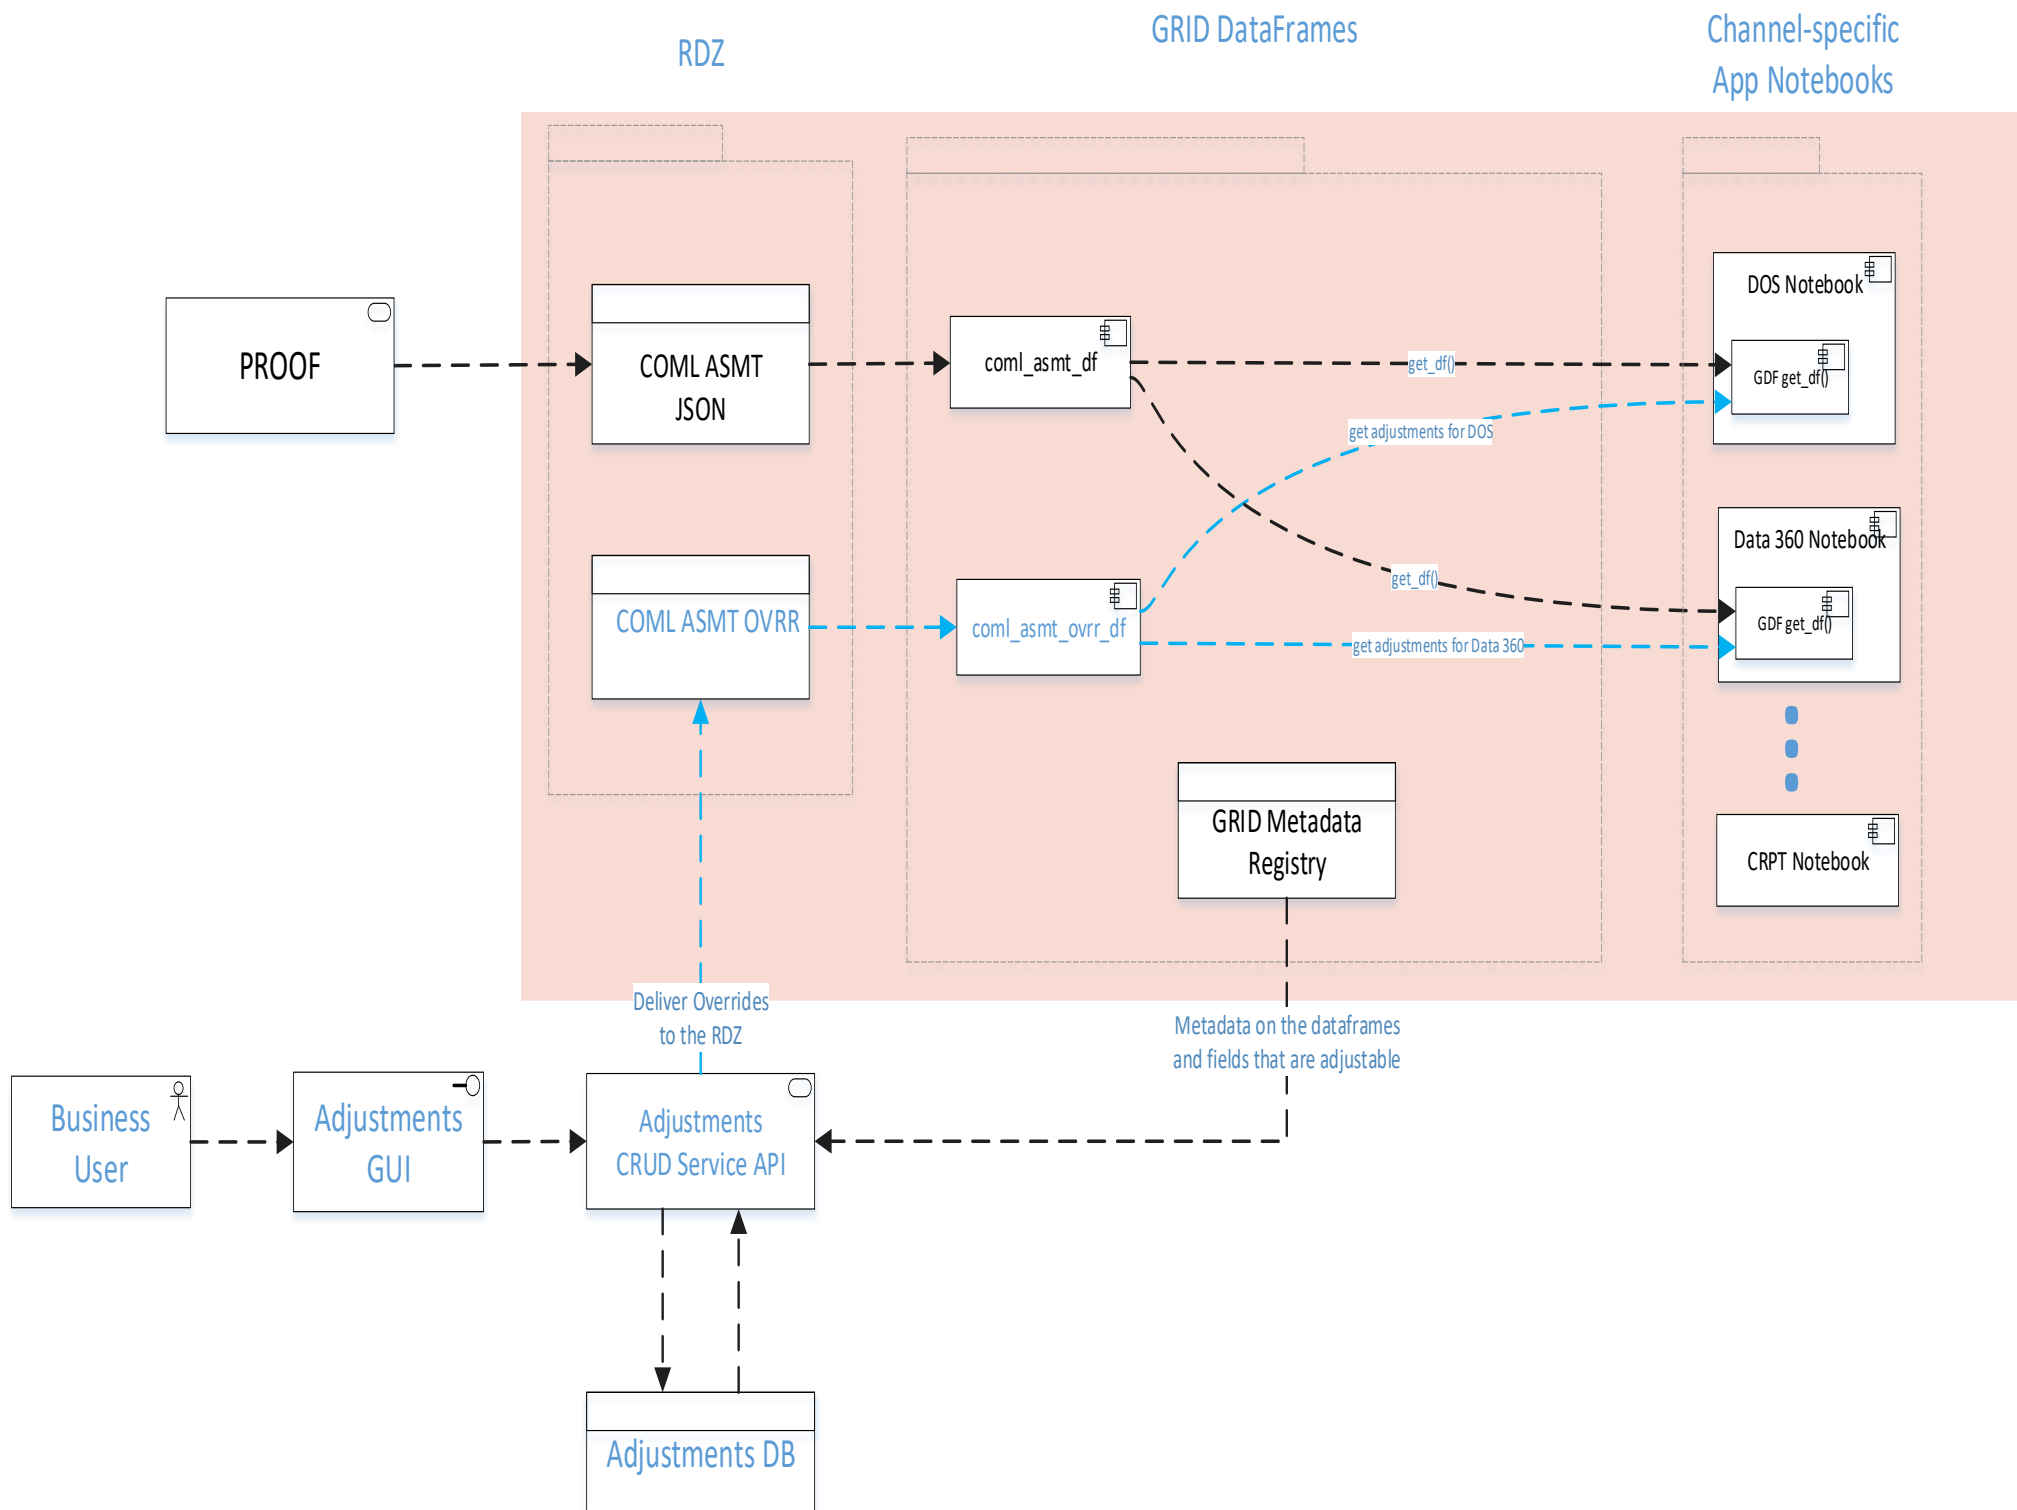 RDZ
GRID DataFrames
Channel-specific
App Notebooks
PROOF
COML ASMT
JSON
coml_asmt_df
get_df()
DOS Notebook
GDF get_df()
get adjustments for DOS
COML ASMT OVRR
coml_asmt_ovrr_df
get_df()
get adjustments for Data 360
Data 360 Notebook
GDF get_df()
GRID Metadata
Registry
CRPT Notebook
Deliver Overrides
to the RDZ
Metadata on the dataframes
and fields that are adjustable
Business
User
Adjustments
GUI
Adjustments
CRUD Service API
Adjustments DB